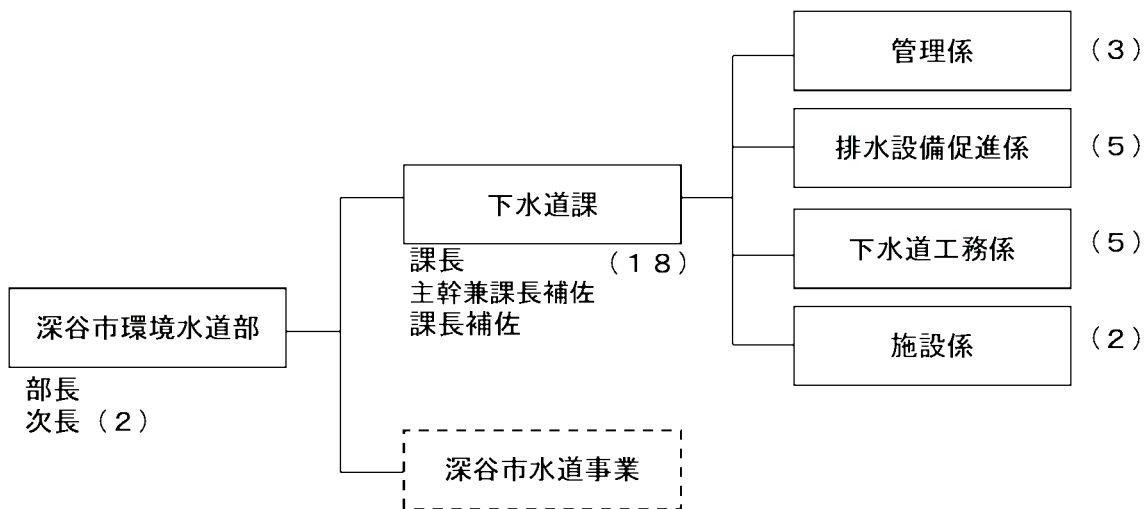 深谷市環境水道部
部長
次長（２）
下水道課
課長　（１８）
主幹兼課長補佐
課長補佐
深谷市水道事業
管理係　（３）
排水設備促進係　（５）
下水道工務係　（５）
施設係　（２）